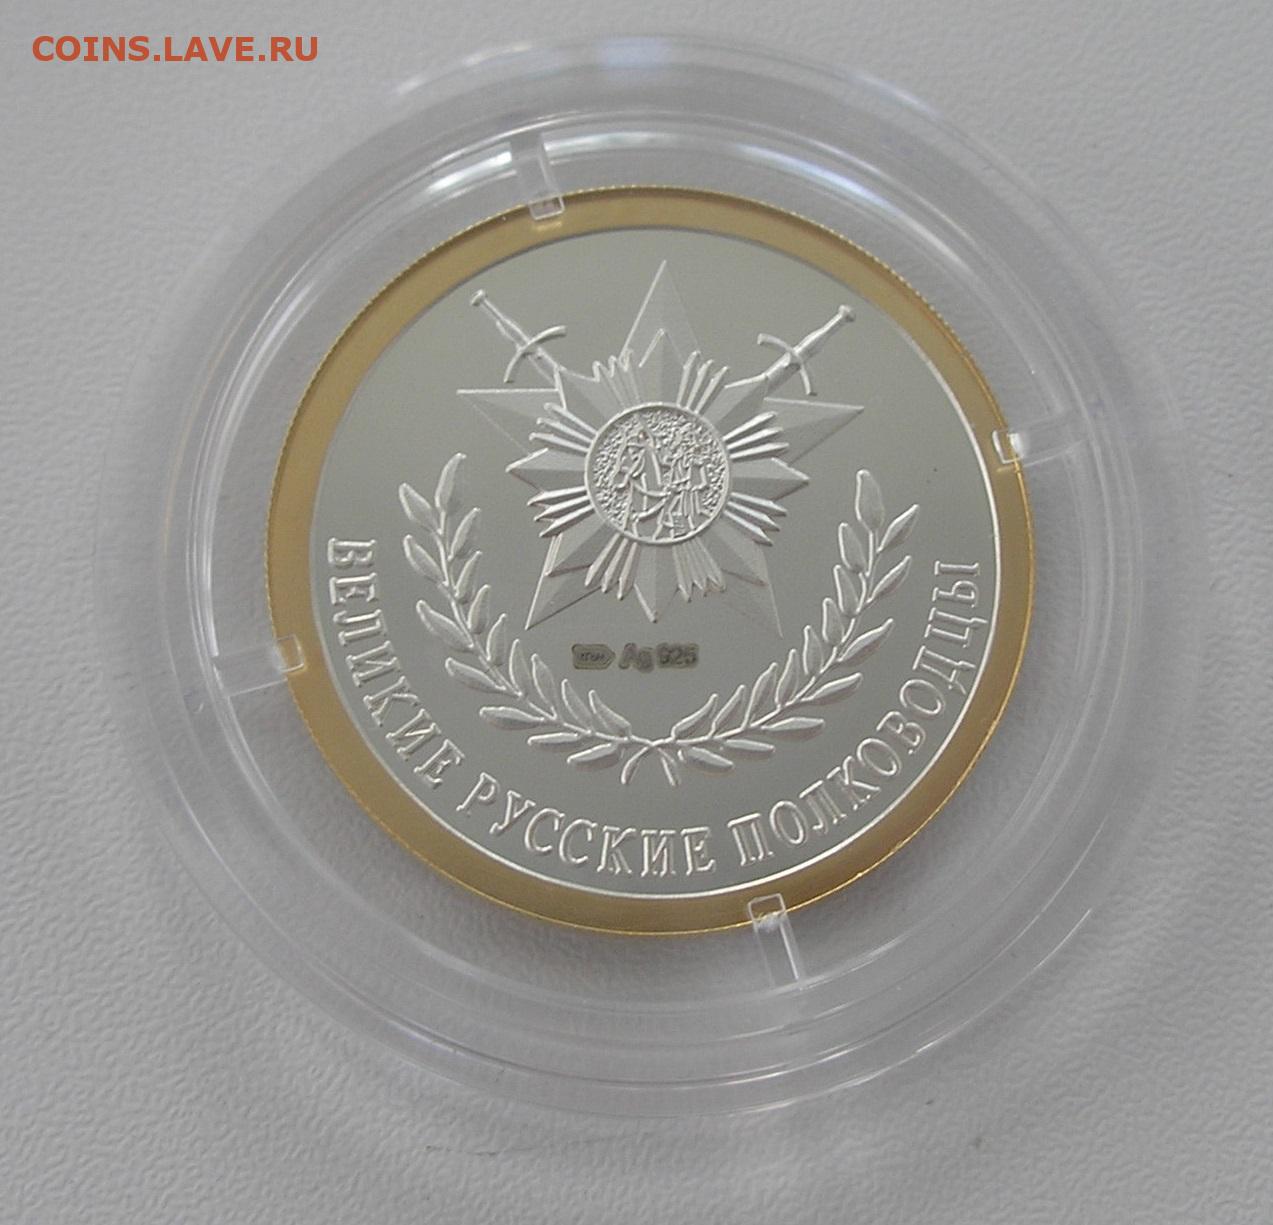 COINS.LAVE.RU
Ag 925
ВЕЛИКИЕ РУССКИЕ ПОЛКОВОДЦЫ